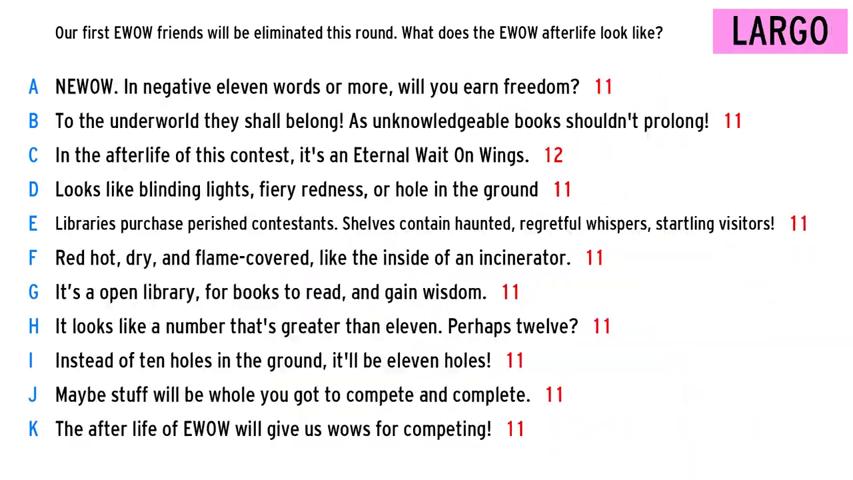 Our first EWOW friends will be eliminated this round. What does the EWOW afterlife look like?
LARGO
A NEWOW. In negative eleven words or more, will you earn freedom? 11
B To the underworld they shall belong! As unknowledgeable books shouldn't prolong! 11
C In the afterlife of this contest, it's an Eternal Wait On Wings. 12
D Looks like blinding lights, fiery redness, or hole in the ground 11
E Libraries purchase perished contestants. Shelves contain haunted, regretful whispers, startling visitors! 11
F Red hot, dry, and flame-covered, like the inside of an incinerator. 11
G It’s a open library, for books to read, and gain wisdom. 11
H It looks like a number that's greater than eleven. Perhaps twelve? 11
I Instead of ten holes in the ground, it'll be eleven holes! 11
J Maybe stuff will be whole you got to compete and complete. 11
K The after life of EWOW will give us wows for competing! 11